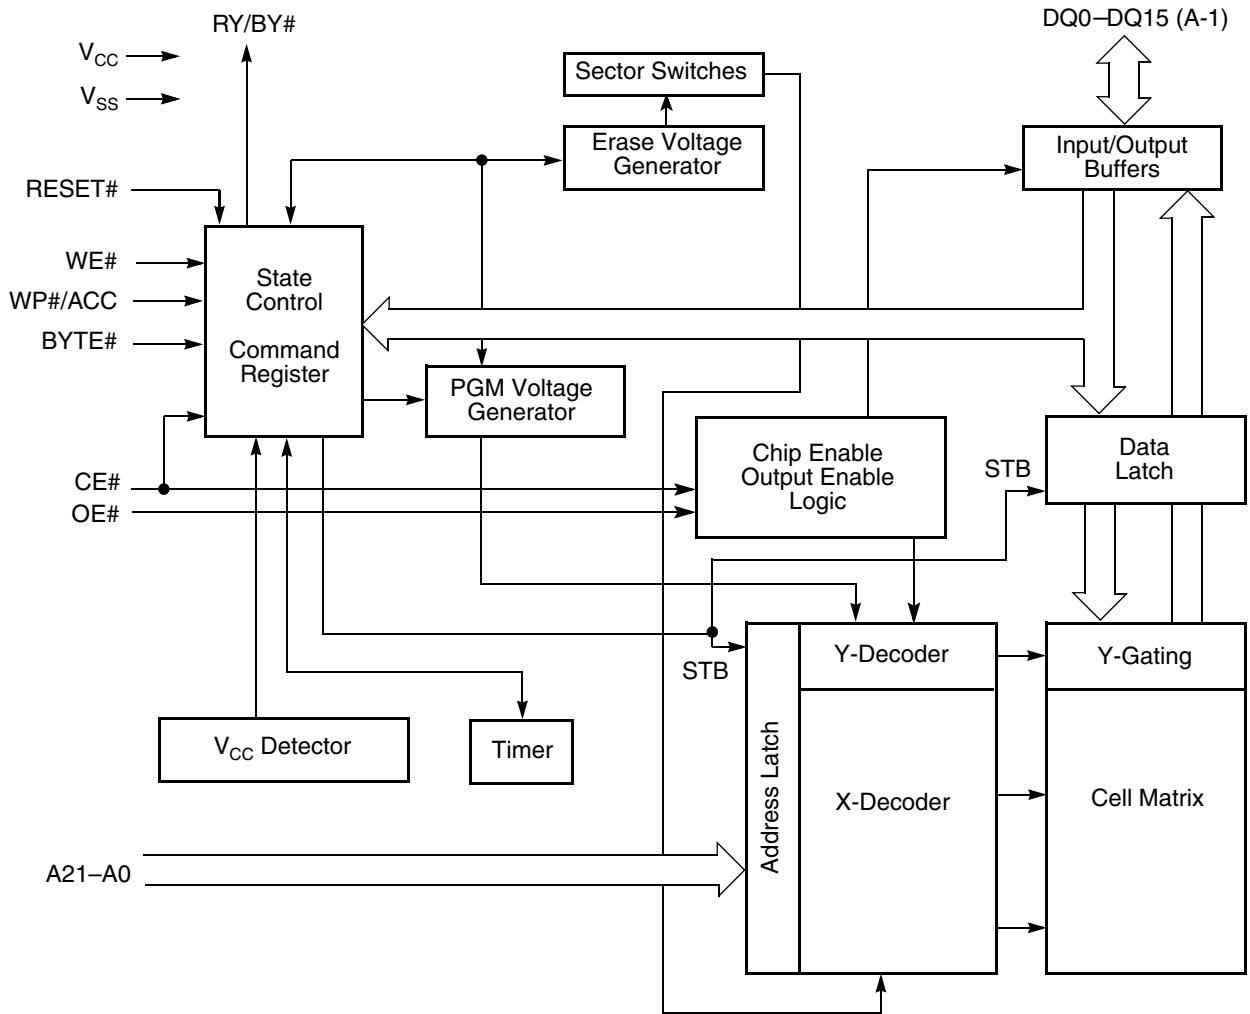 RY/BY#
DQ0–DQ15 (A-1)
VCC
VSS
Sector Switches
Erase Voltage
Generator
Input/Output
Buffers
RESET#
WE#
WP#/ACC
BYTE#
State
Control
Command
Register
PGM Voltage
Generator
Chip Enable
Output Enable
Logic
STB
Data
Latch
CE#
OE#
STB
Y-Decoder
Y-Gating
VCC Detector
Timer
Address Latch
X-Decoder
Cell Matrix
A21–A0